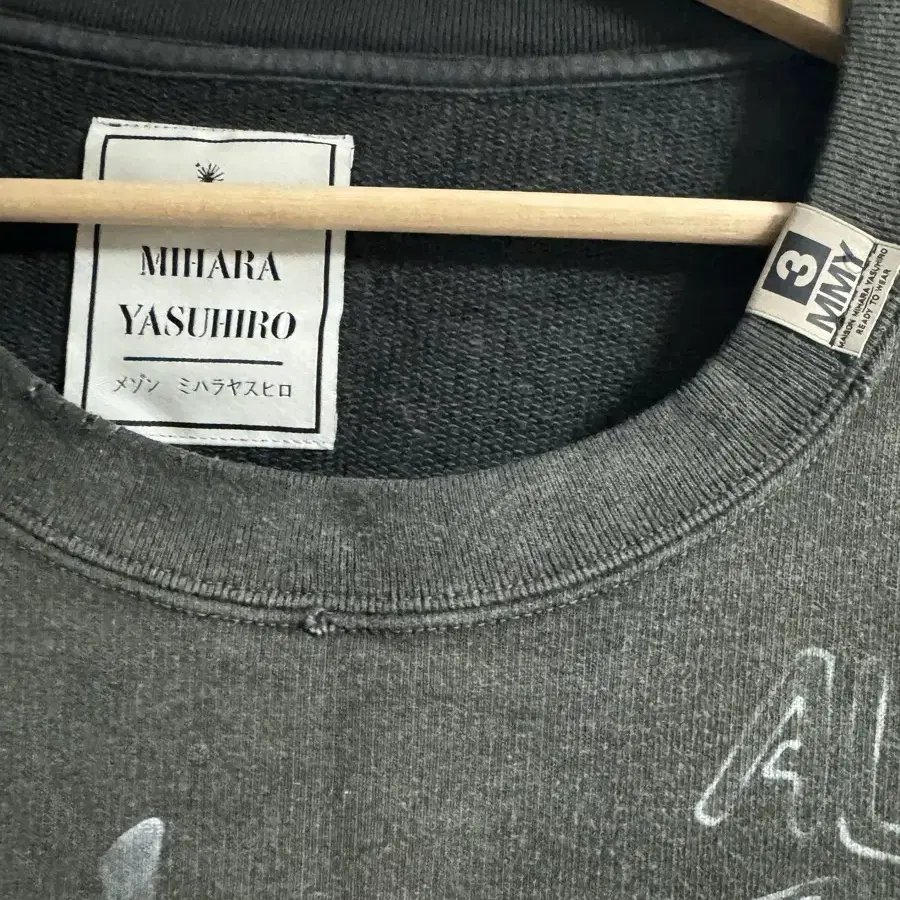 MIHARA
YASUHIRO
メゾン ミハラヤスヒロ
3
MMY
MAISON MIHARA YASUHIRO
READY TO WEAR